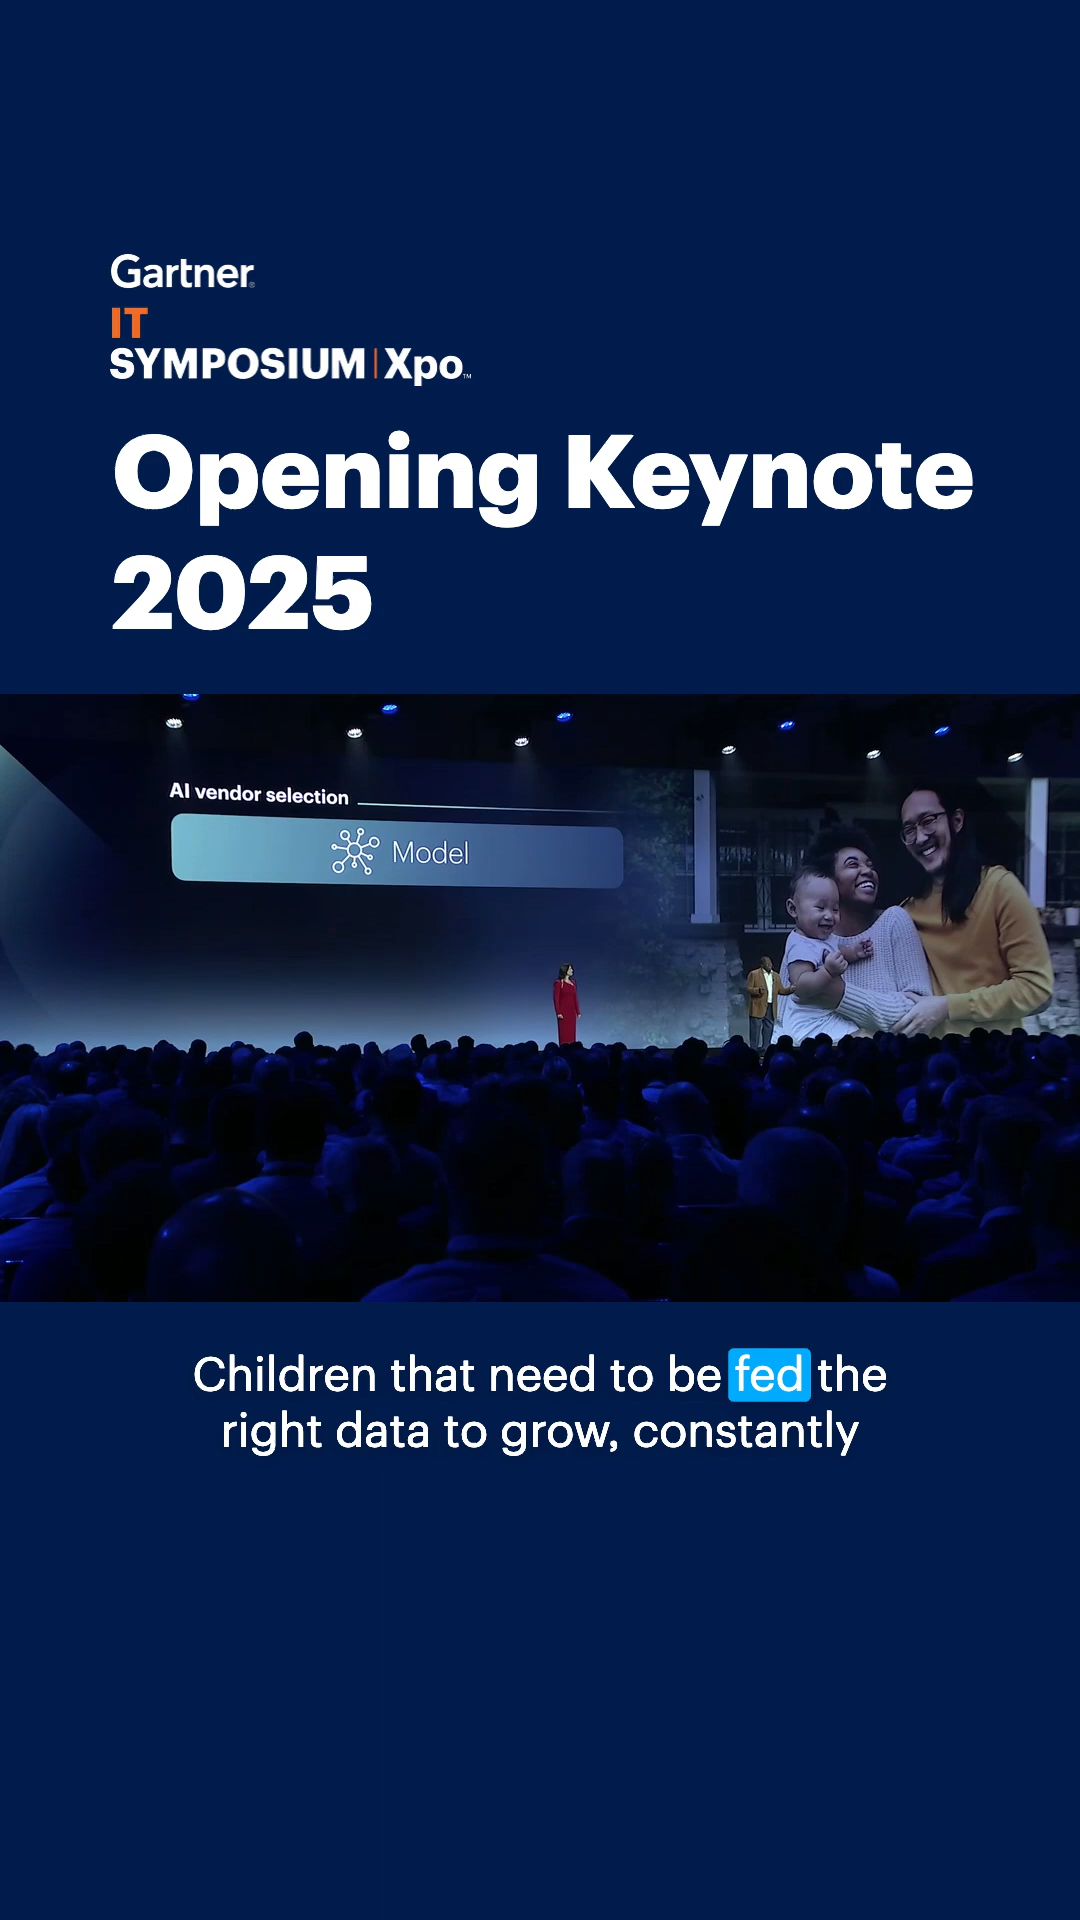 Gartner®
IT
SYMPOSIUM | Xpo™
Opening Keynote
2025
AI vendor selection
Model
Children that need to be fed the
right data to grow, constantly